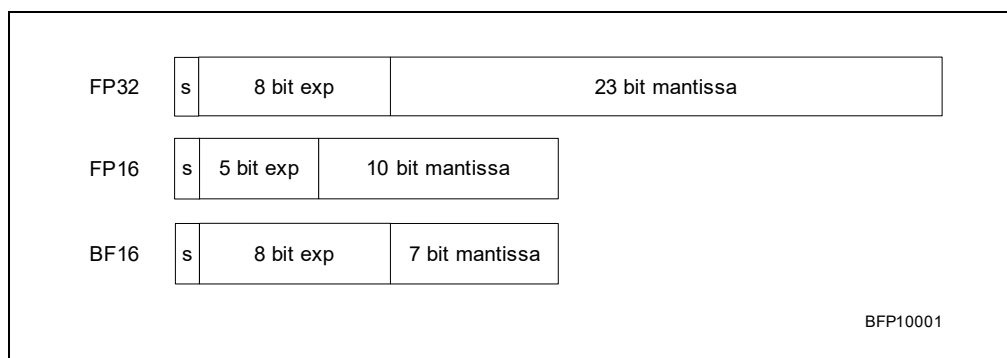 FP32 s 8 bit exp 23 bit mantissa
FP16 s 5 bit exp 10 bit mantissa
BF16 s 8 bit exp 7 bit mantissa
BFP10001